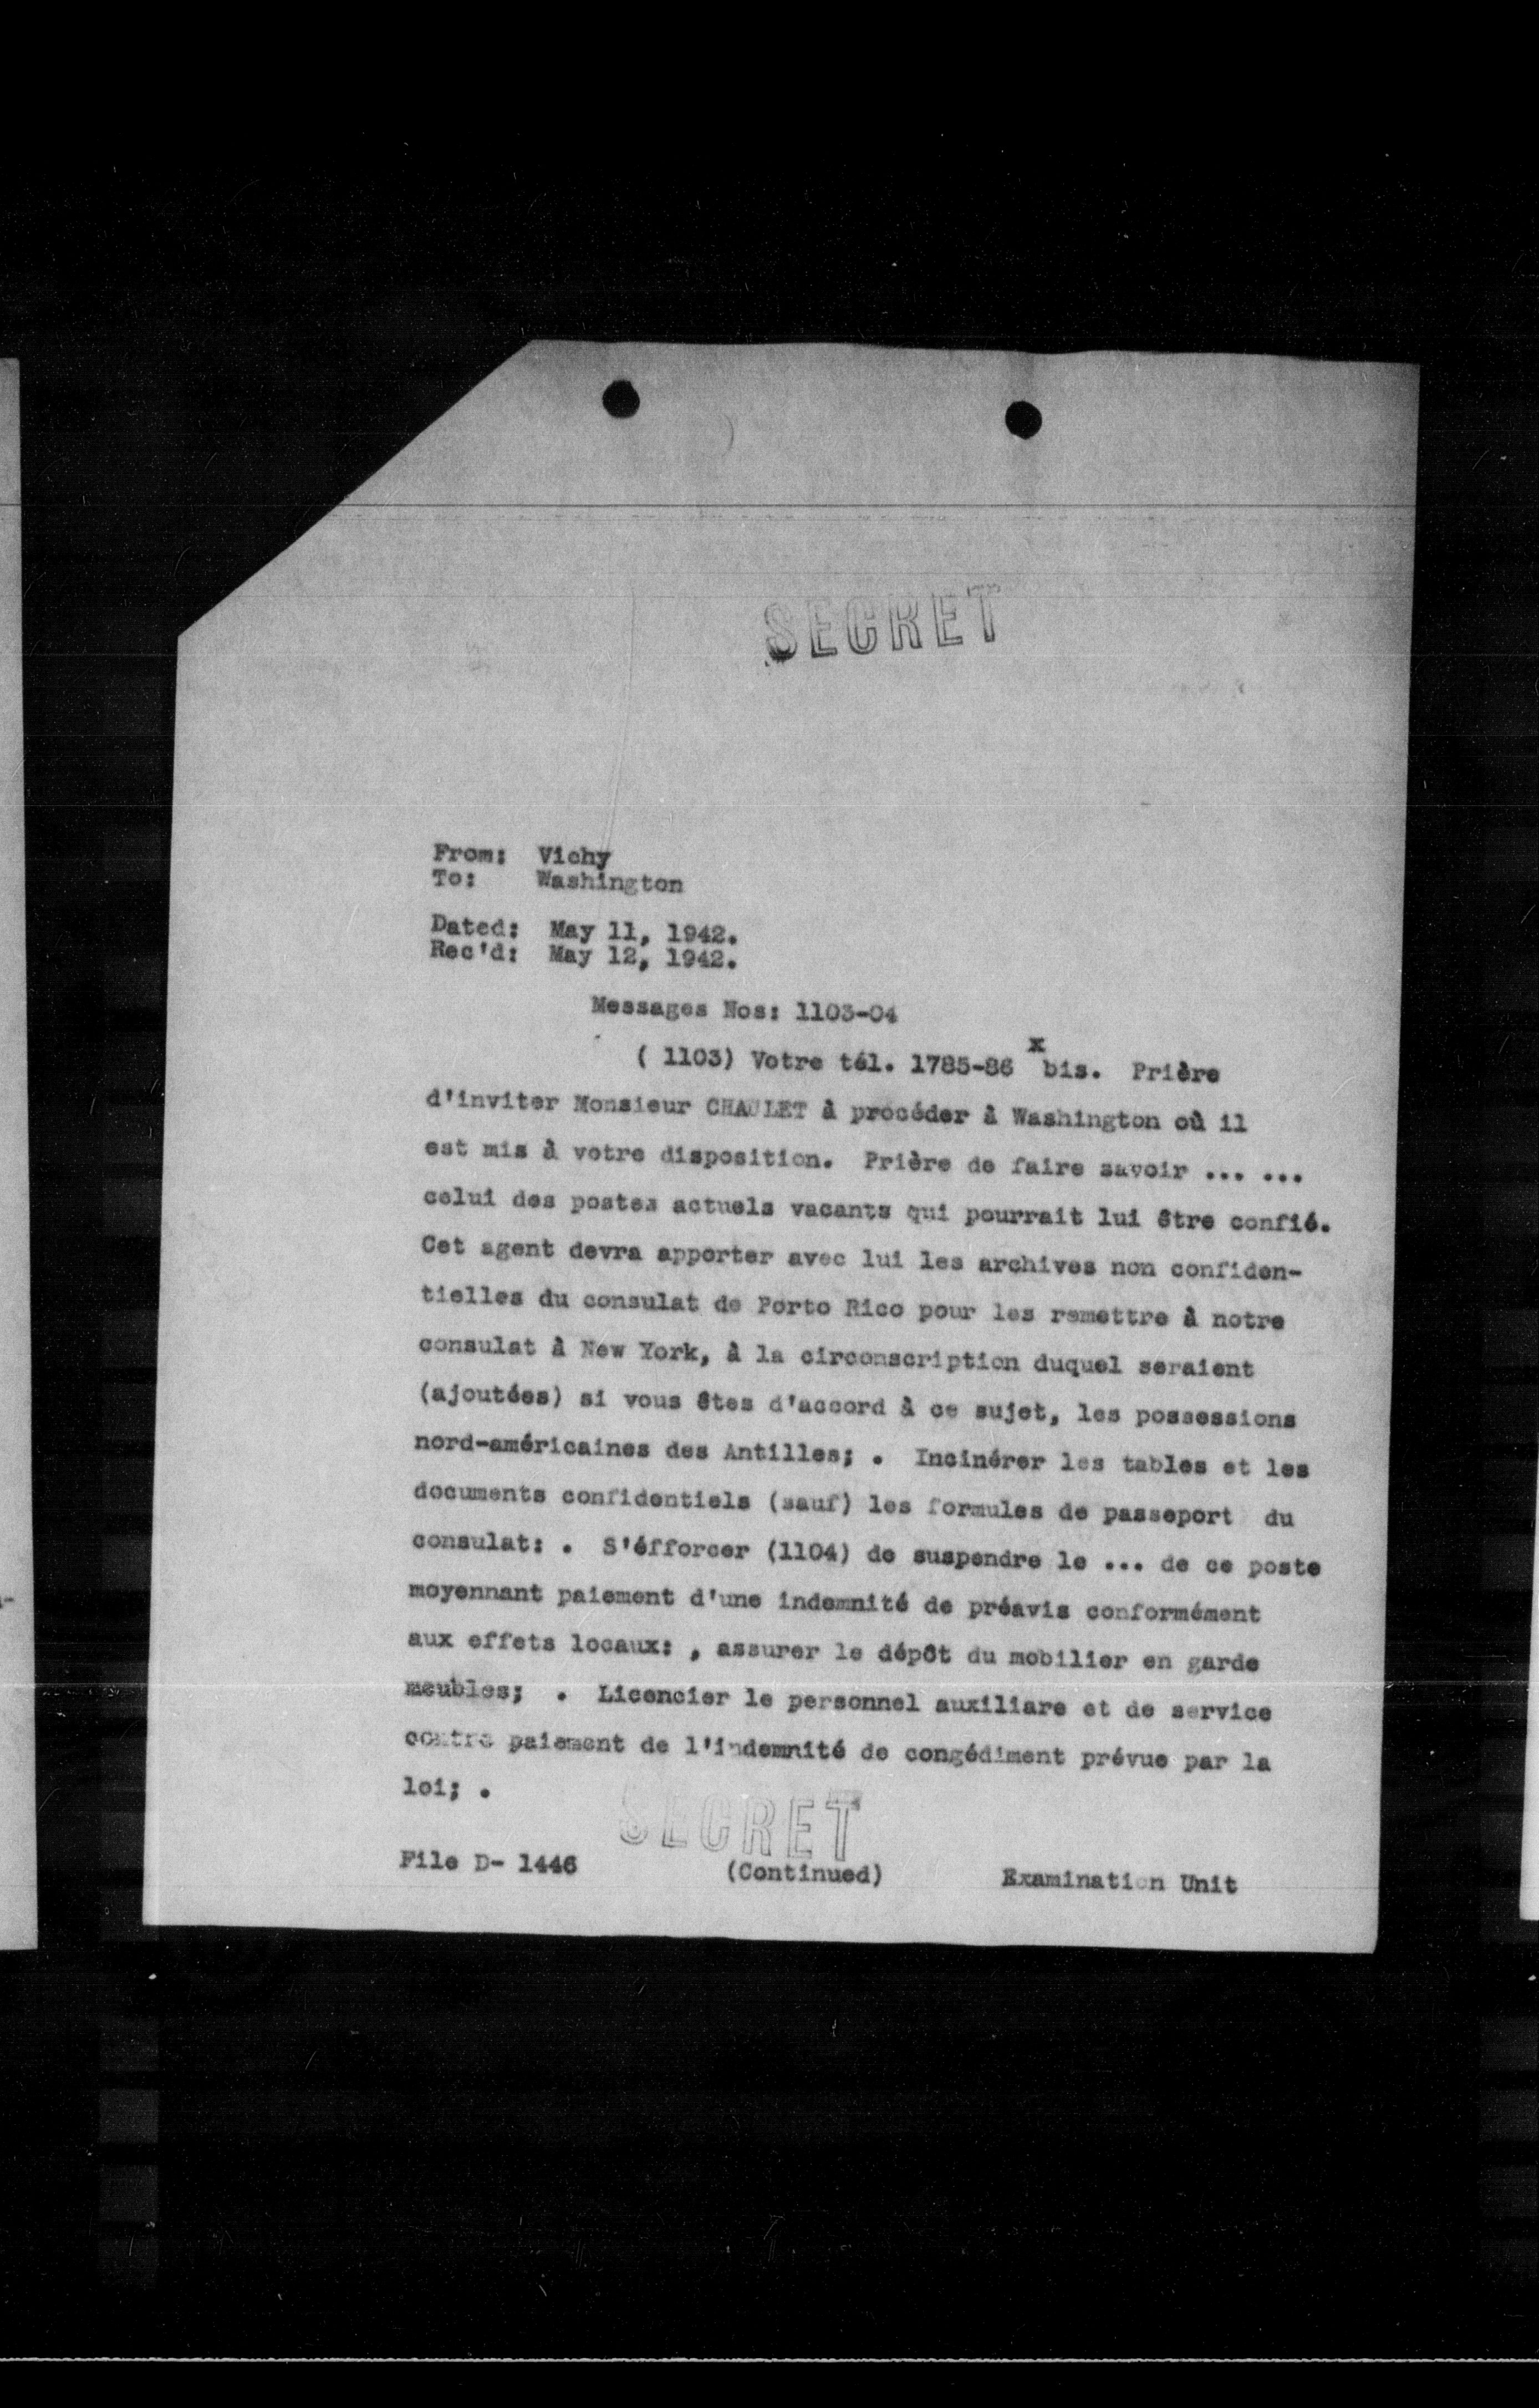 SECRET
From: Vichy
To: Washington
Dated: May 11, 1942.
Rec'd: May 12, 1942.
Messages Nos: 1103-04
x
( 1103) Votre tél. 1785-86 bis. Prière
d'inviter Monsieur CHAULET à procéder à Washington où il
est mis à votre disposition. Prière de faire savoir ... ...
celui des postes actuels vacants qui pourrait lui être confié.
Cet agent devra apporter avec lui les archives non confiden-
tielles du consulat de Porto Rico pour les remettre à notre
consulat à New York, à la circonscription duquel seraient
(ajoutées) si vous êtes d'accord à ce sujet, les possessions
nord-américaines des Antilles; . Incinérer les tables et les
documents confidentiels (sauf) les formules de passeport du
consulat: . S'éfforcer (1104) de suspendre le ... de ce poste
moyennant paiement d'une indemnité de préavis conformément
aux effets locaux: , assurer le dépôt du mobilier en garde
meubles; . Licencier le personnel auxiliare et de service
contre paiement de l'indemnité de congédiment prévue par la
loi; .
SECRET
File D- 1446 (Continued) Examination Unit